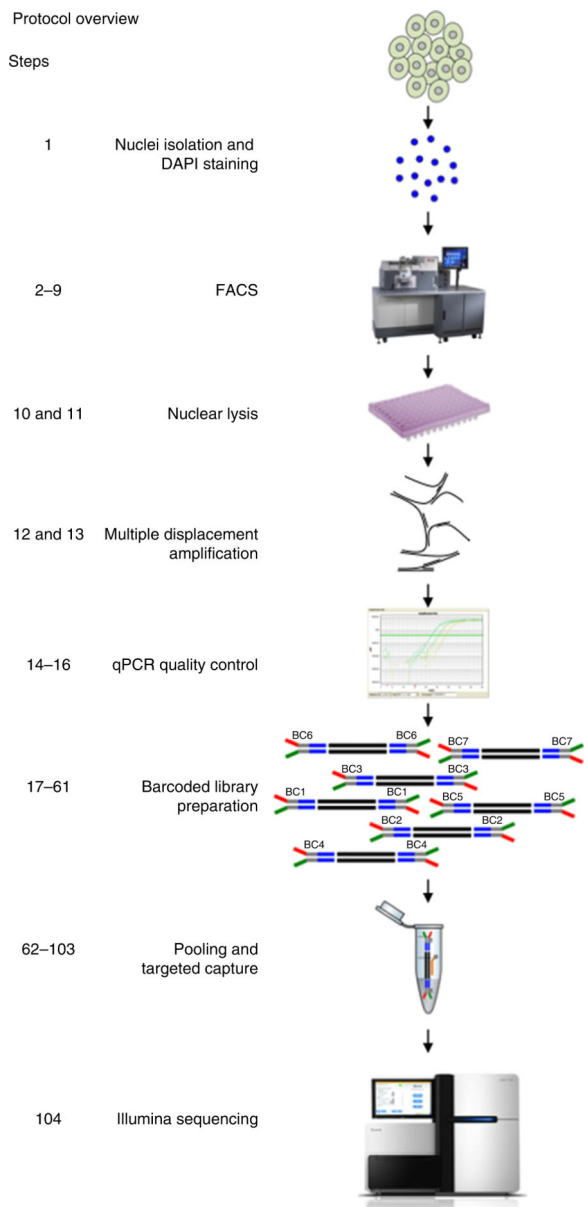 Protocol overview
Steps
1 Nuclei isolation and
DAPI staining
2–9 FACS
10 and 11 Nuclear lysis
12 and 13 Multiple displacement
amplification
14–16 qPCR quality control
BC6 BC6
BC7 BC7
BC3 BC3
17–61 Barcoded library
preparation
BC1 BC1
BC5 BC5
BC2 BC2
BC4 BC4
62–103 Pooling and
targeted capture
104 Illumina sequencing